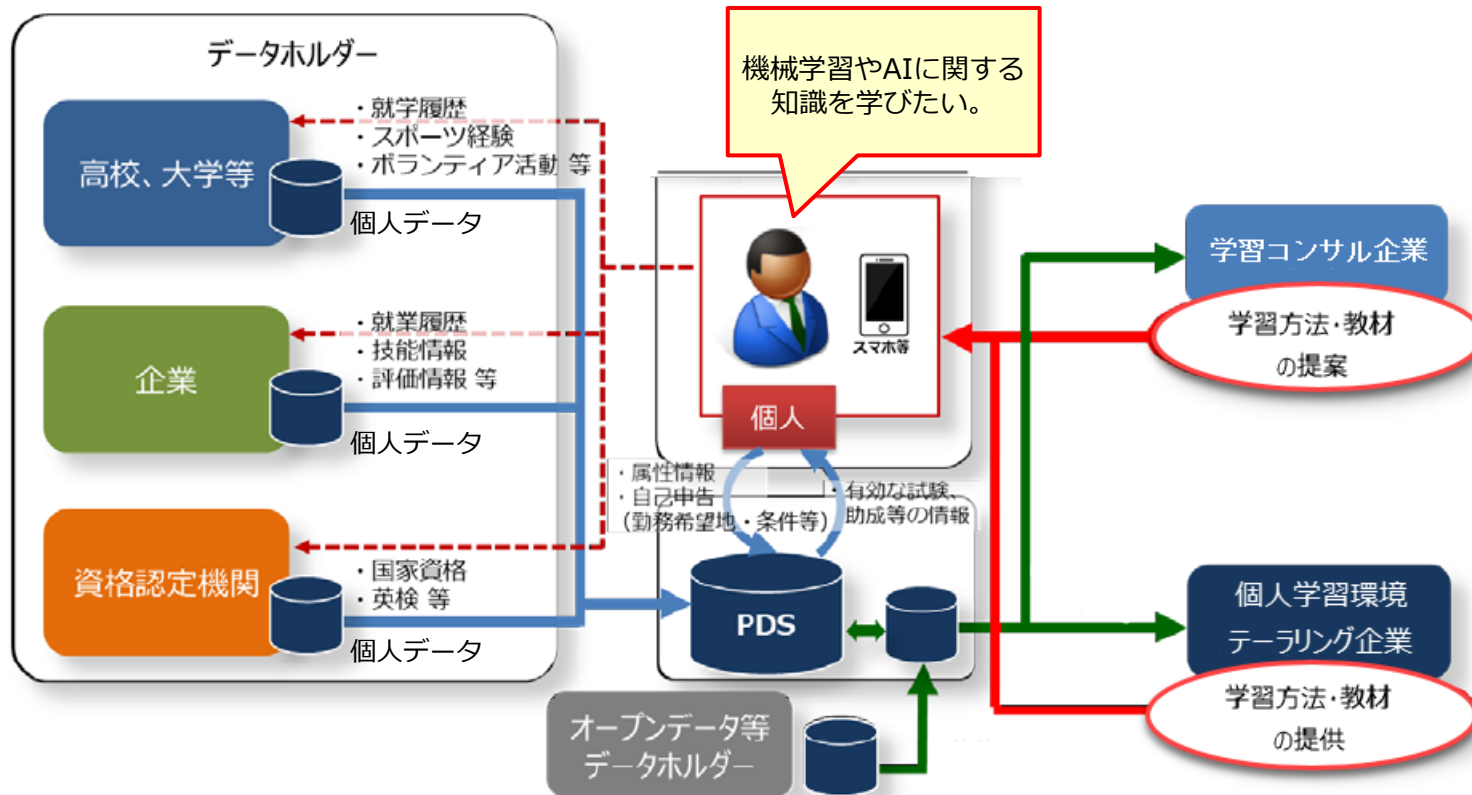 データホルダー
高校、大学等
・就学履歴
・スポーツ経験
・ボランティア活動 等
個人データ
企業
・就業履歴
・技能情報
・評価情報 等
個人データ
資格認定機関
・国家資格
・英検 等
個人データ
機械学習やAIに関する
知識を学びたい。
スマホ等
個人
・属性情報
・自己申告
（勤務希望地・条件等）
・有効な試験、
助成等の情報
PDS
オープンデータ等
データホルダー
学習コンサル企業
学習方法･教材
の提案
個人学習環境
テーラリング企業
学習方法･教材
の提供